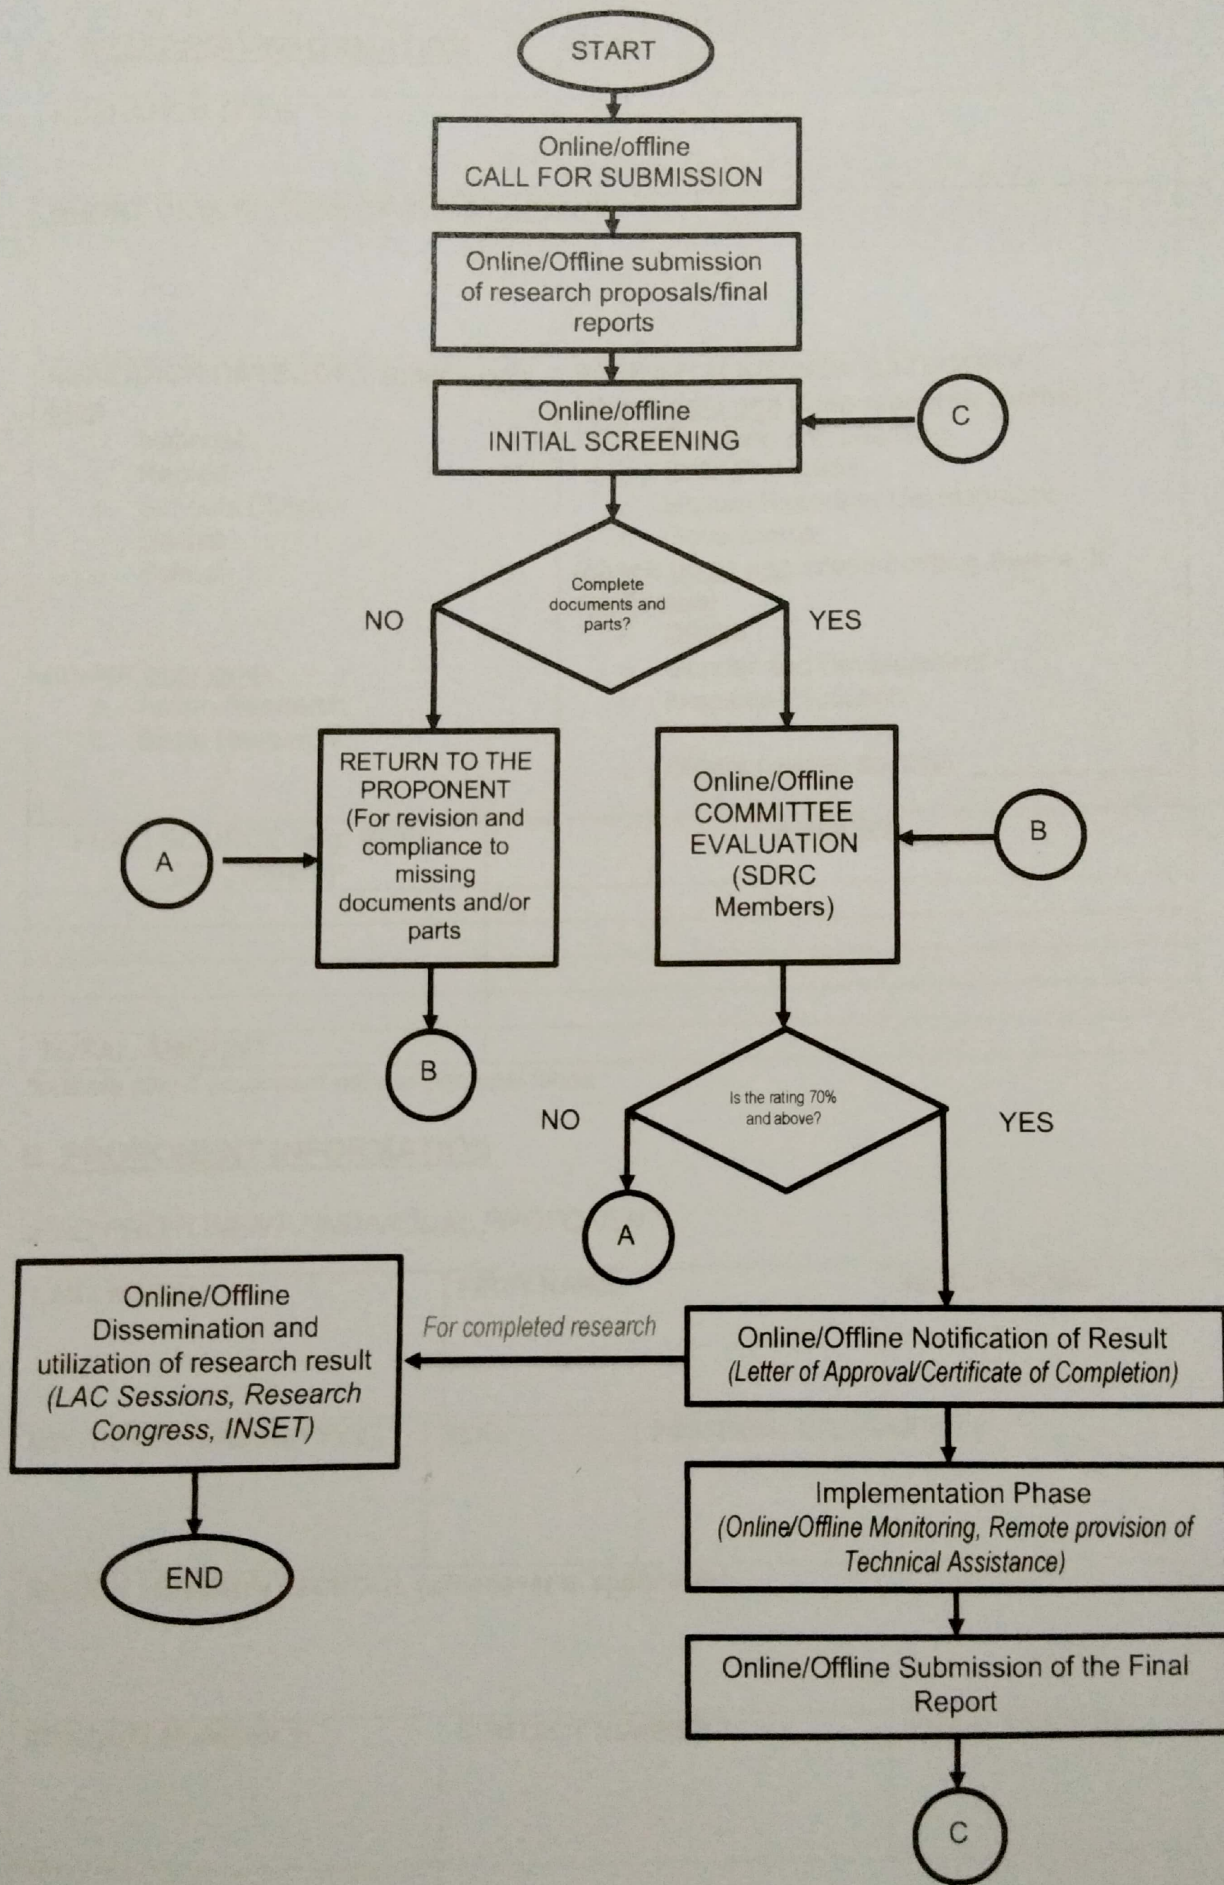 START
Online/offline
CALL FOR SUBMISSION
Online/Offline submission
of research proposals/final
reports
Online/offline
INITIAL SCREENING
C
Complete
documents and
parts?
NO
YES
RETURN TO THE
PROPONENT
(For revision and
compliance to
missing
documents and/or
parts
A
Online/Offline
COMMITTEE
EVALUATION
(SDRC
Members)
B
B
Is the rating 70%
and above?
NO
YES
A
Online/Offline Notification of Result
(Letter of Approval/Certificate of Completion)
For completed research
Online/Offline
Dissemination and
utilization of research result
(LAC Sessions, Research
Congress, INSET)
END
Implementation Phase
(Online/Offline Monitoring, Remote provision of
Technical Assistance)
Online/Offline Submission of the Final
Report
C